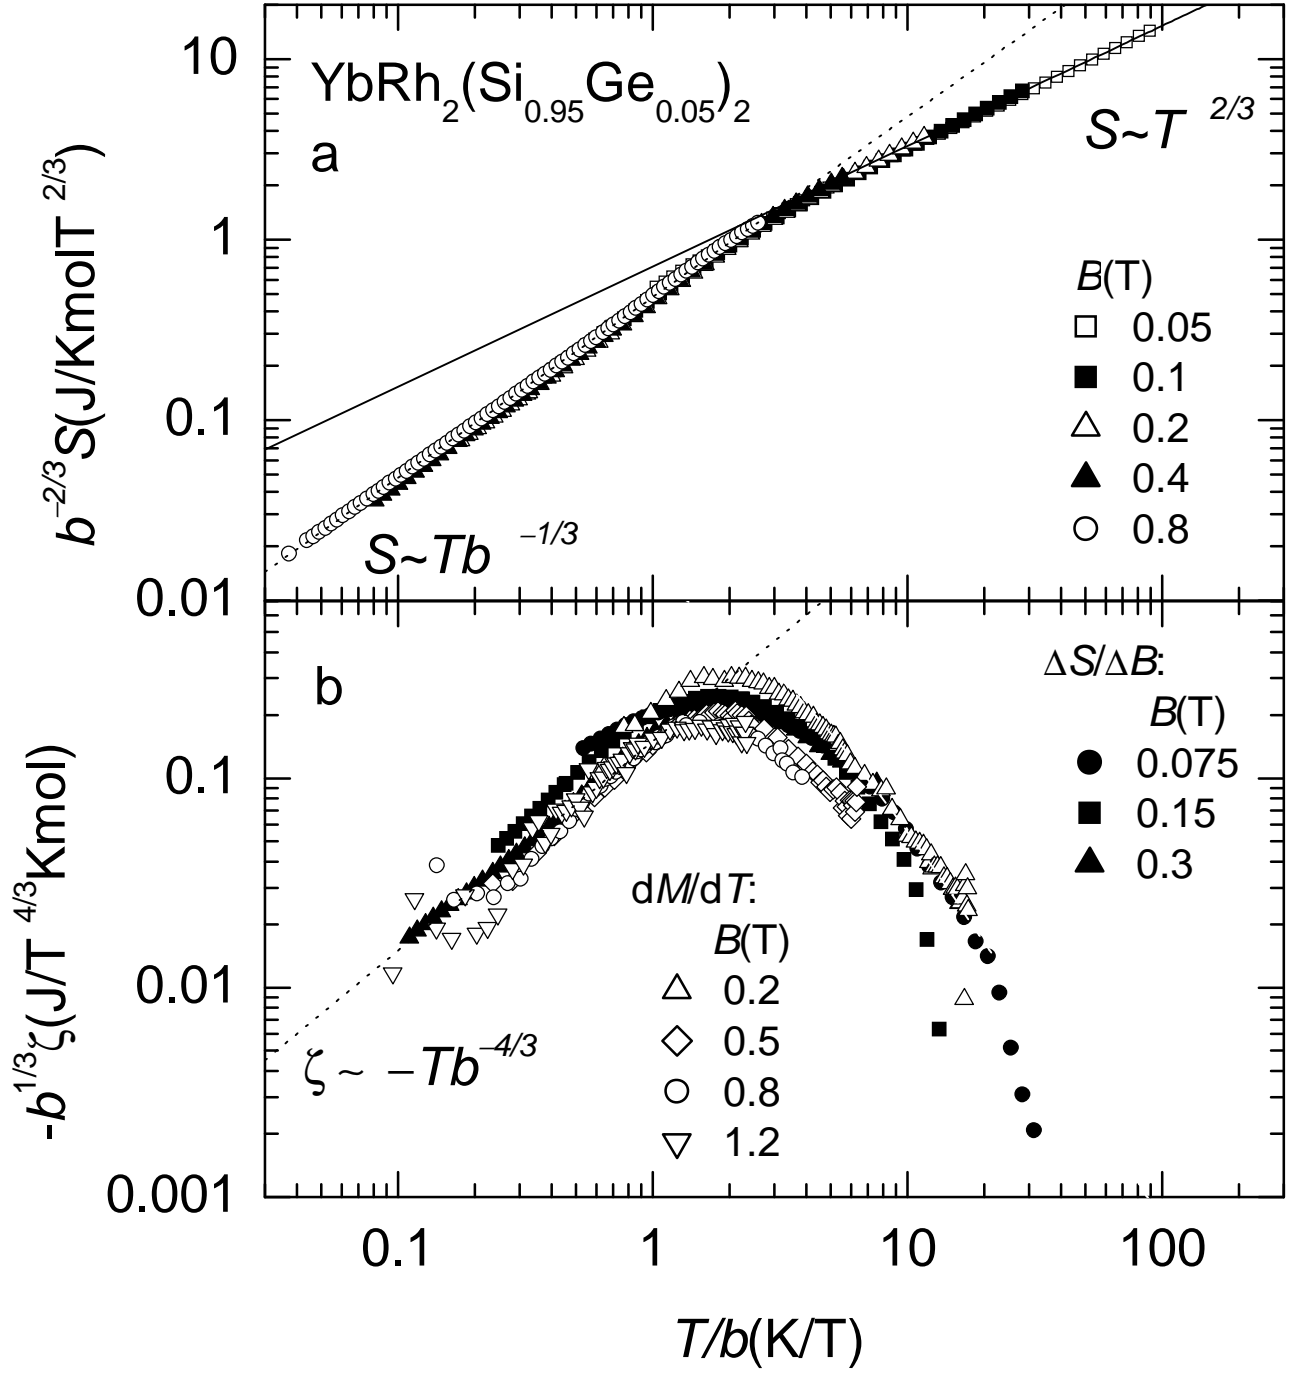 10
1
0.1
0.01
b⁻²/³S(J/KmolT ²/³)
YbRh₂(Si₀.₉₅Ge₀.₀₅)₂
a
S~T ²/³
B(T)
0.05
0.1
0.2
0.4
0.8
S~Tb ⁻¹/³
b
ΔS/ΔB:
B(T)
0.075
0.15
0.3
dM/dT:
B(T)
0.2
0.5
0.8
1.2
ζ ~ −Tb⁻⁴/³
0.1
0.01
0.001
-b¹/³ζ(J/T ⁴/³Kmol)
0.1
1
10
100
T/b(K/T)